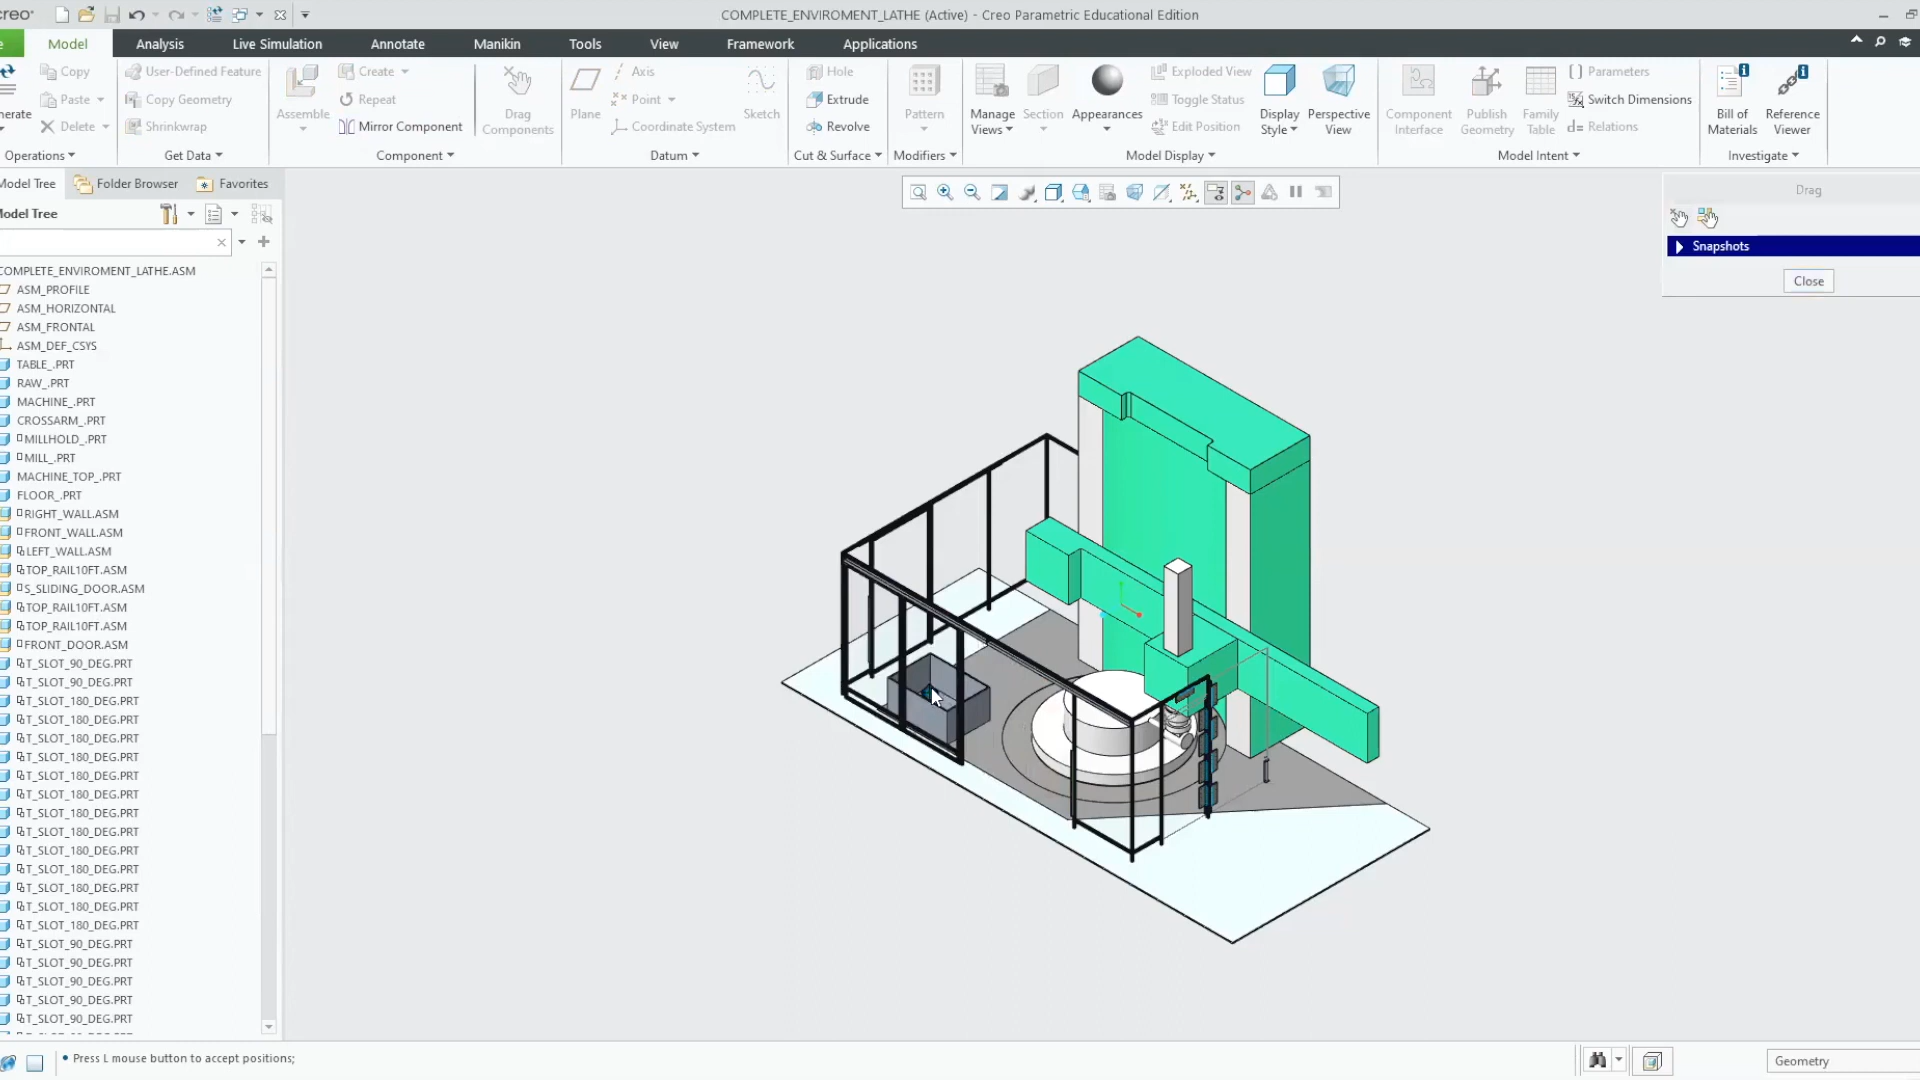 creo
COMPLETE_ENVIROMENT_LATHE (Active) - Creo Parametric Educational Edition
Model
Analysis
Live Simulation
Annotate
Manikin
Tools
View
Framework
Applications
Copy
Paste
Delete
Operations
User-Defined Feature
Copy Geometry
Shrinkwrap
Get Data
Assemble
Create
Repeat
Mirror Component
Drag Components
Component
Plane
Axis
Point
Coordinate System
Sketch
Datum
Hole
Extrude
Revolve
Cut & Surface
Pattern
Modifiers
Manage Views
Section
Appearances
Exploded View
Toggle Status
Edit Position
Display Style
Perspective View
Model Display
Component Interface
Publish Geometry
Family Table
Parameters
Switch Dimensions
Relations
Model Intent
Bill of Materials
Reference Viewer
Investigate
Model Tree
Folder Browser
Favorites
Model Tree
COMPLETE_ENVIROMENT_LATHE.ASM
ASM_PROFILE
ASM_HORIZONTAL
ASM_FRONTAL
ASM_DEF_CSYS
TABLE_.PRT
RAW_.PRT
MACHINE_.PRT
CROSSARM_.PRT
MILLHOLD_.PRT
MILL_.PRT
MACHINE_TOP_.PRT
FLOOR_.PRT
RIGHT_WALL.ASM
FRONT_WALL.ASM
LEFT_WALL.ASM
TOP_RAIL10FT.ASM
S_SLIDING_DOOR.ASM
TOP_RAIL10FT.ASM
TOP_RAIL10FT.ASM
FRONT_DOOR.ASM
T_SLOT_90_DEG.PRT
T_SLOT_90_DEG.PRT
T_SLOT_180_DEG.PRT
T_SLOT_180_DEG.PRT
T_SLOT_180_DEG.PRT
T_SLOT_180_DEG.PRT
T_SLOT_180_DEG.PRT
T_SLOT_180_DEG.PRT
T_SLOT_180_DEG.PRT
T_SLOT_180_DEG.PRT
T_SLOT_180_DEG.PRT
T_SLOT_180_DEG.PRT
T_SLOT_180_DEG.PRT
T_SLOT_180_DEG.PRT
T_SLOT_180_DEG.PRT
T_SLOT_90_DEG.PRT
T_SLOT_90_DEG.PRT
T_SLOT_90_DEG.PRT
T_SLOT_90_DEG.PRT
T_SLOT_90_DEG.PRT
Drag
Snapshots
Close
Press L mouse button to accept positions;
Geometry